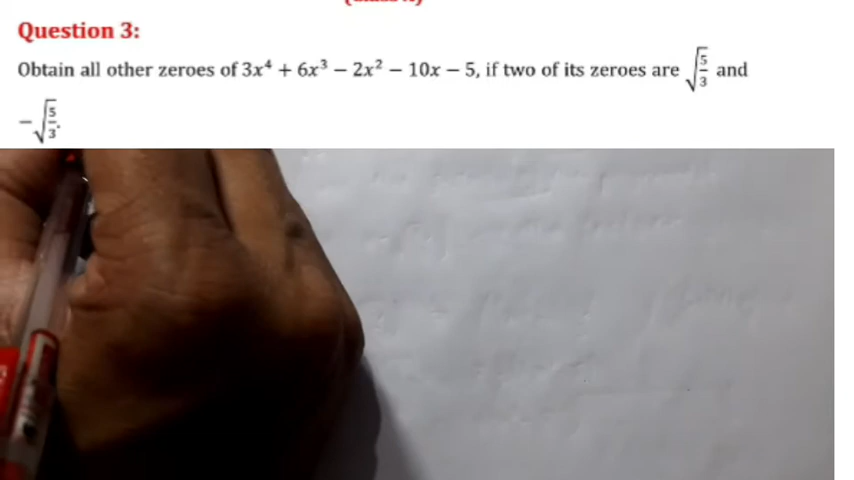 Question 3:
Obtain all other zeroes of 3x⁴ + 6x³ − 2x² − 10x − 5, if two of its zeroes are √(5/3) and
−√(5/3).